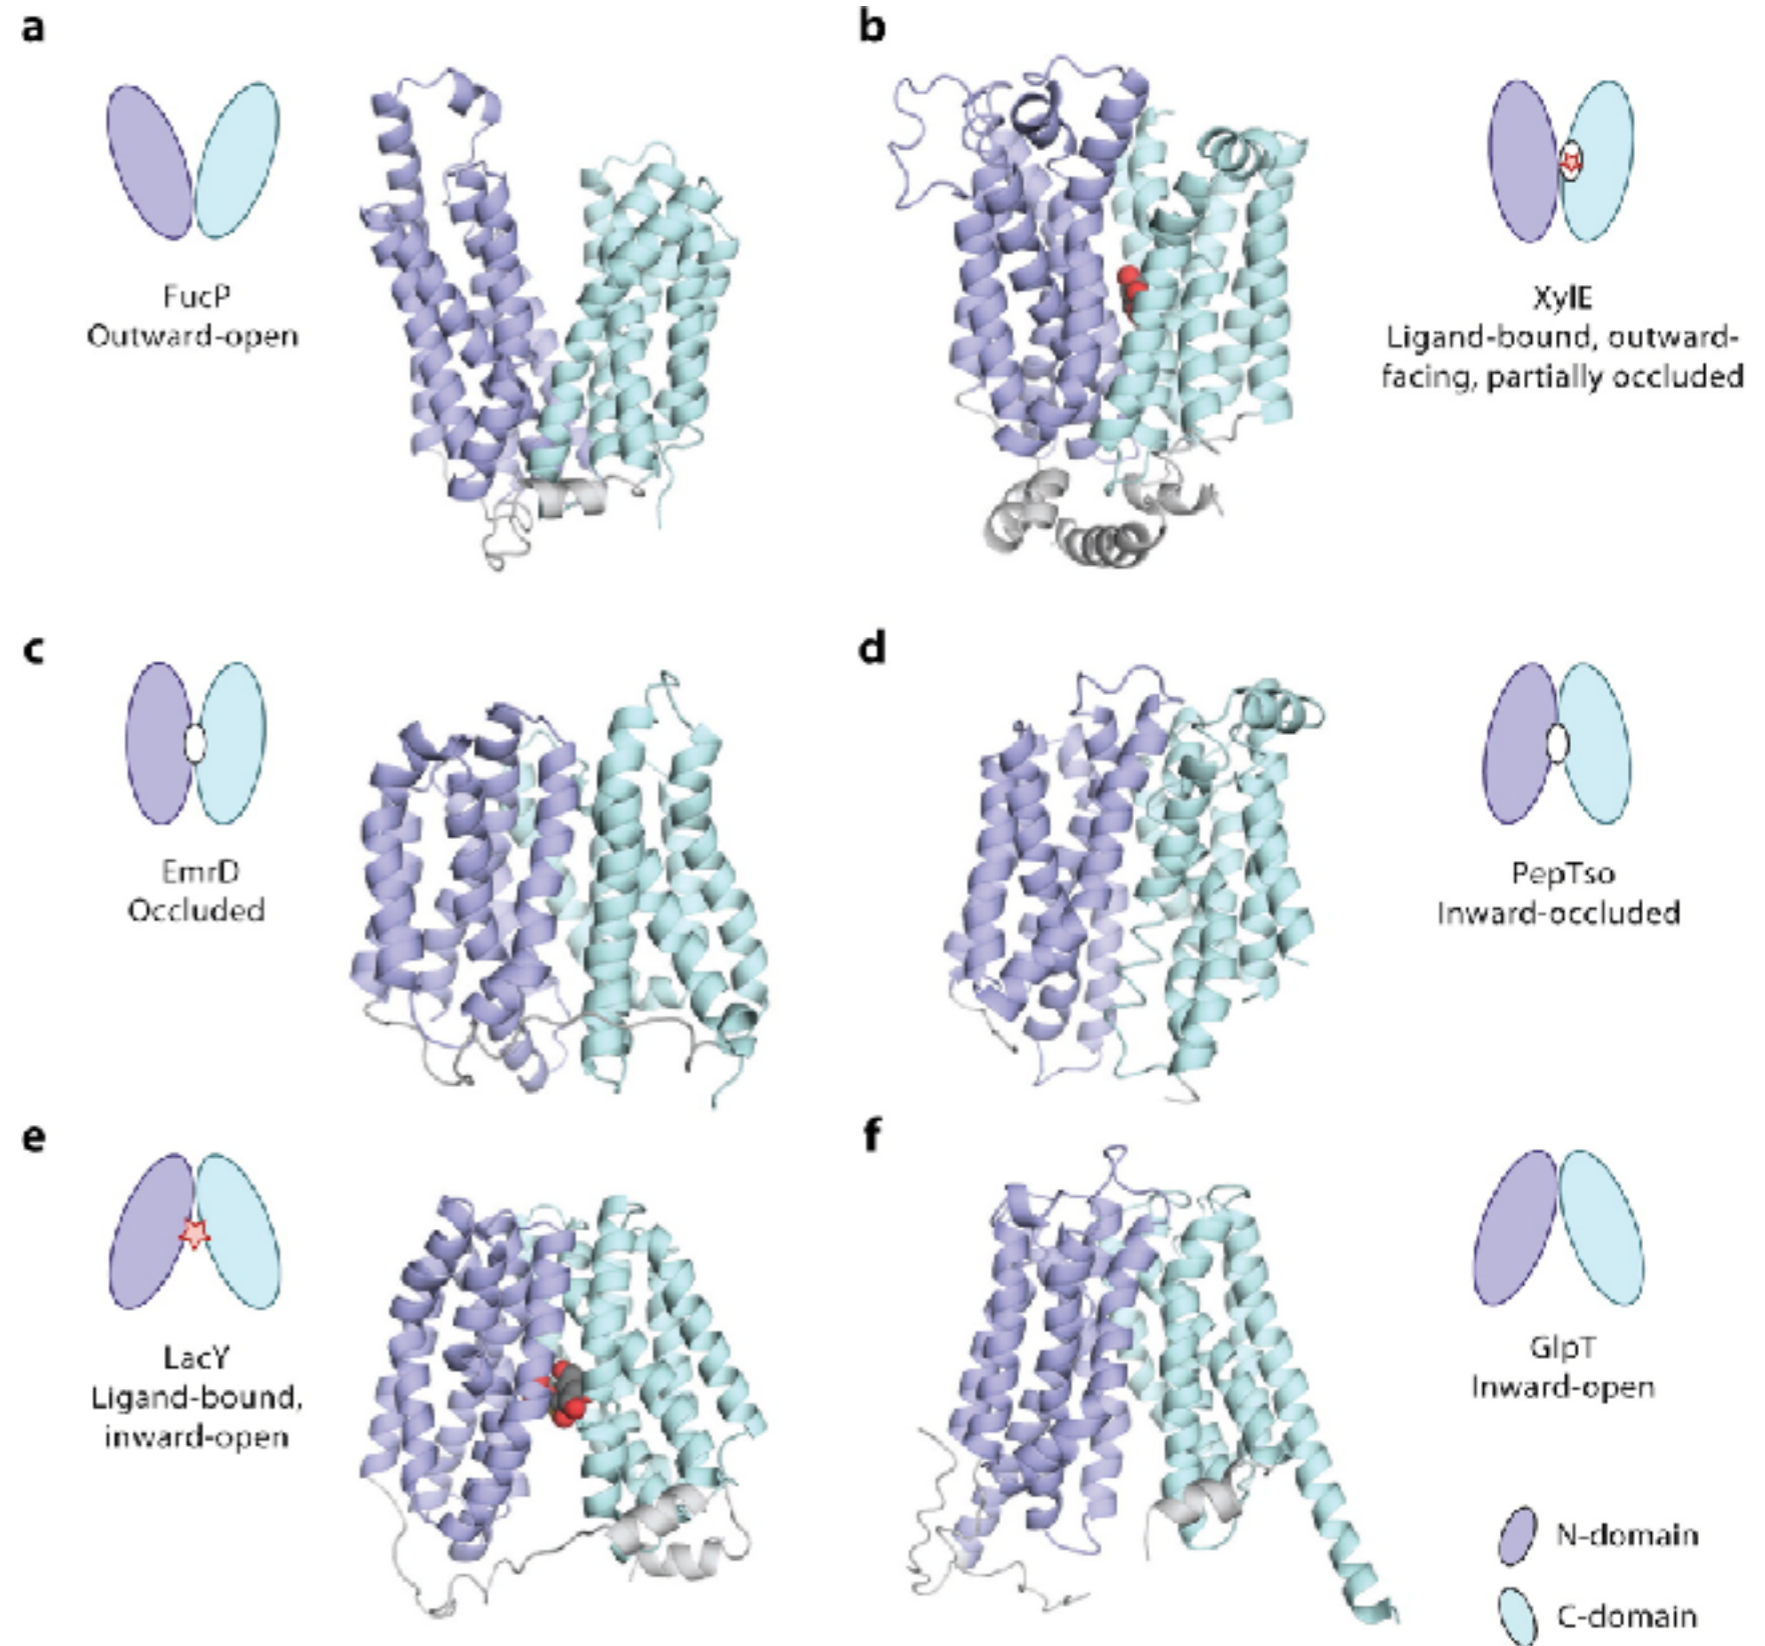 a
FucP
Outward-open
b
XylE
Ligand-bound, outward-
facing, partially occluded
c
EmrD
Occluded
d
PepTso
Inward-occluded
e
LacY
Ligand-bound,
inward-open
f
GlpT
Inward-open
N-domain
C-domain